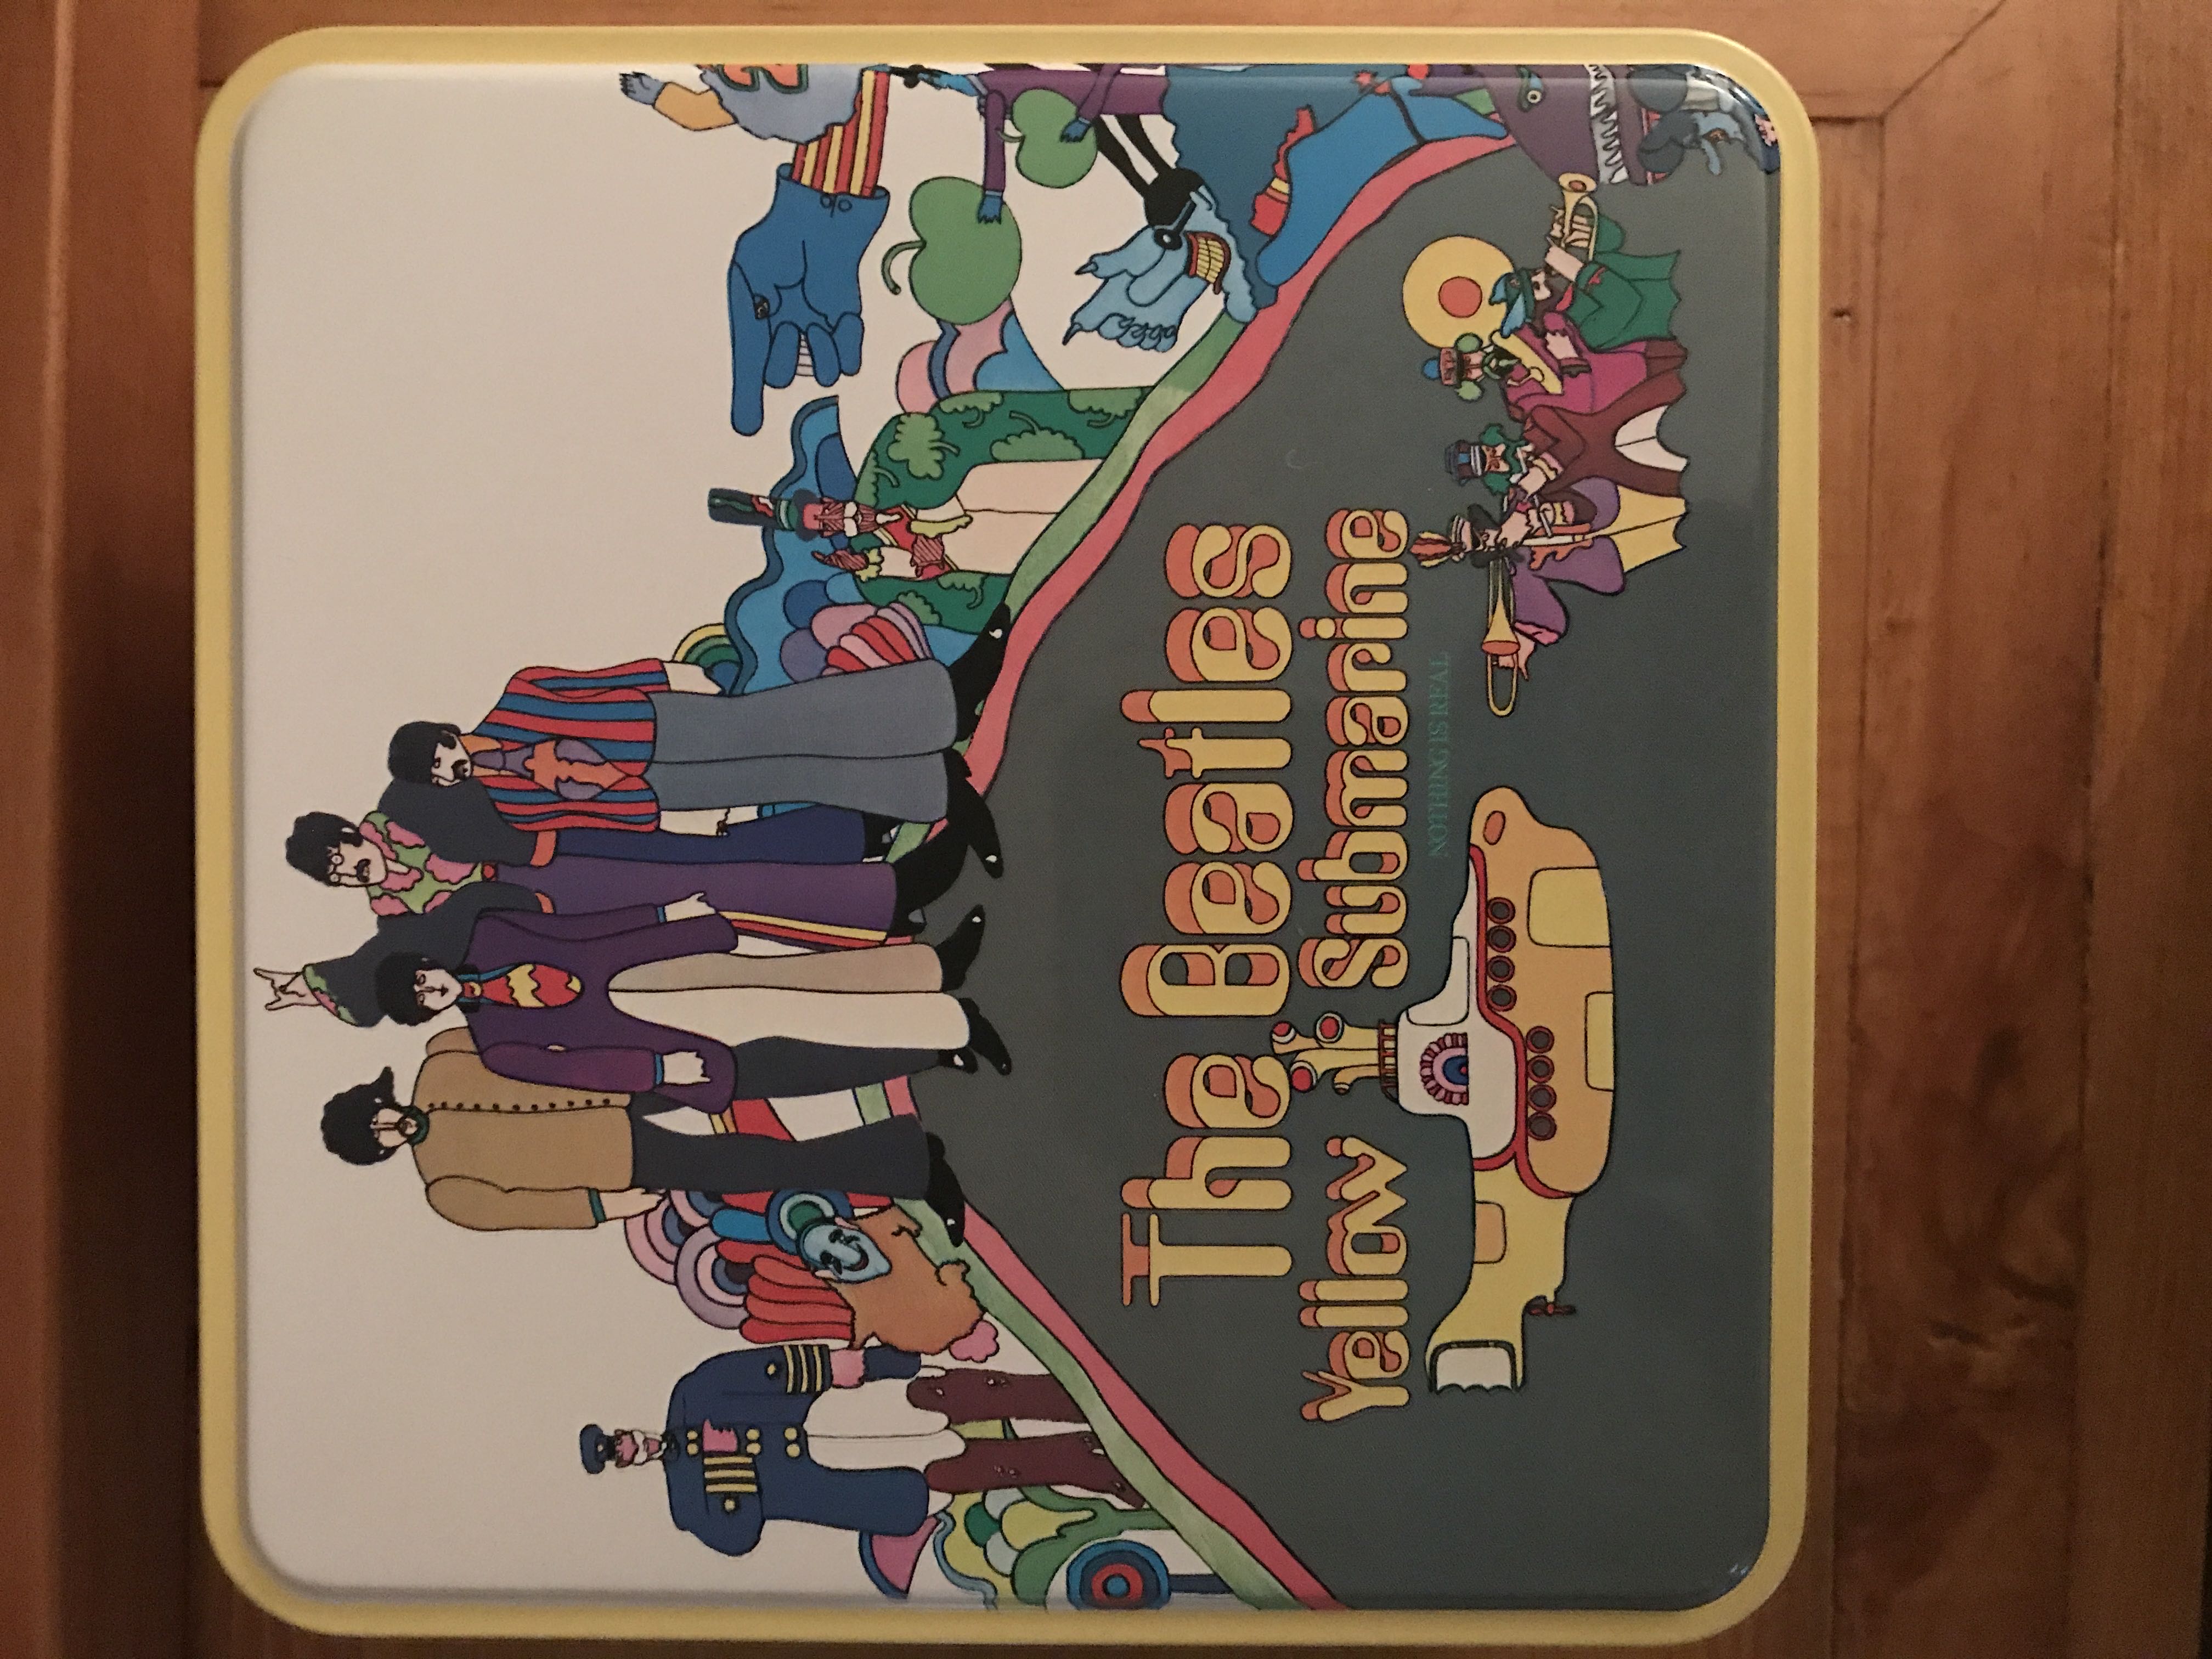 The Beatles
Yellow Submarine
NOTHING IS REAL